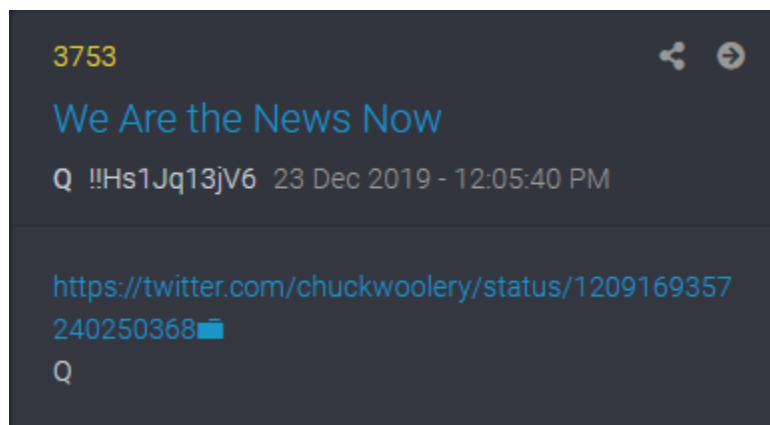 3753
We Are the News Now
Q !!Hs1Jq13jV6 23 Dec 2019 - 12:05:40 PM
https://twitter.com/chuckwoolery/status/1209169357
240250368
Q